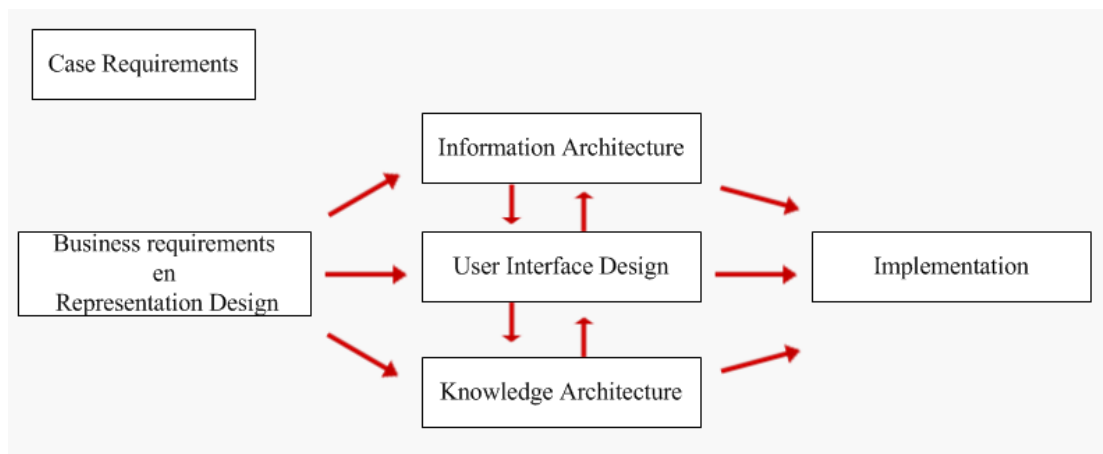 Case Requirements
Information Architecture
Business requirements
en
Representation Design
User Interface Design
Implementation
Knowledge Architecture